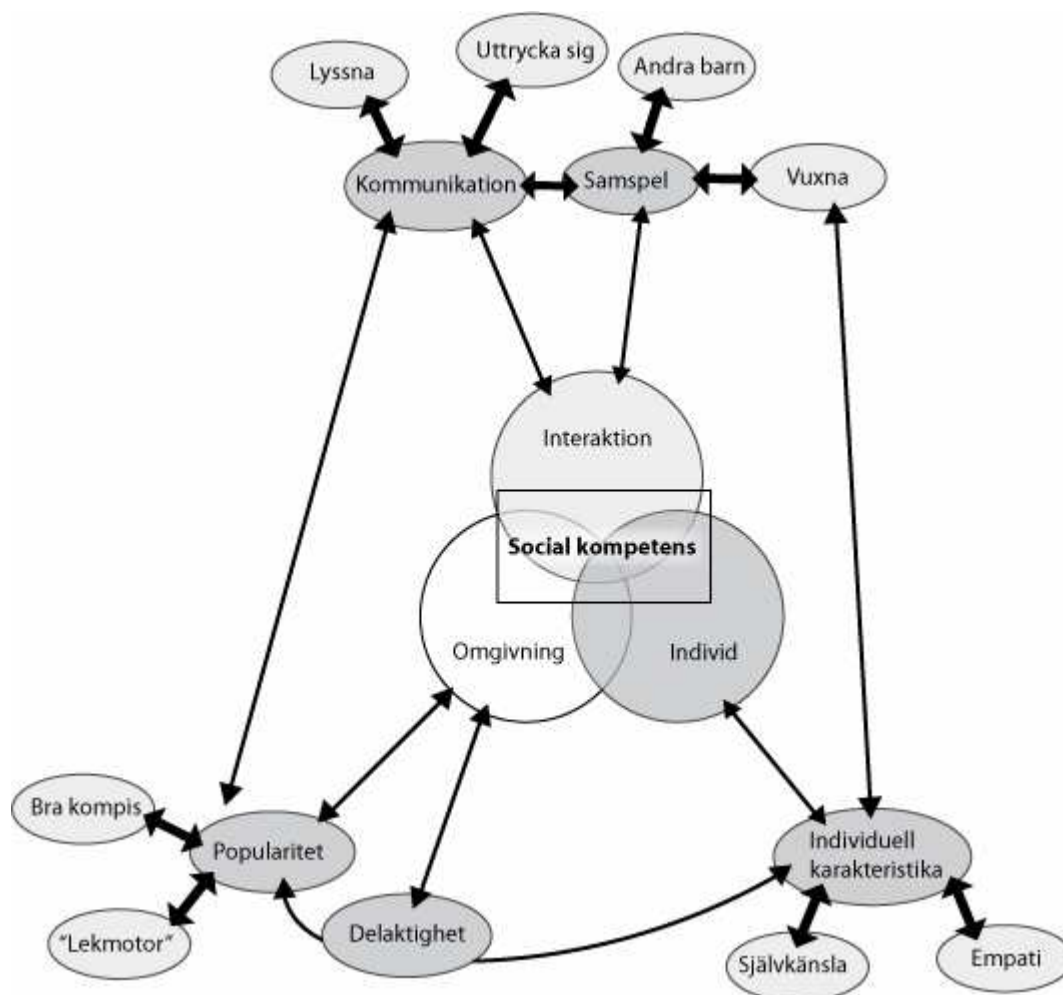 Lyssna
Uttrycka sig
Andra barn
Kommunikation
Samspel
Vuxna
Interaktion
Social kompetens
Omgivning
Individ
Bra kompis
Popularitet
"Lekmotor"
Delaktighet
Individuell
karakteristika
Självkänsla
Empati